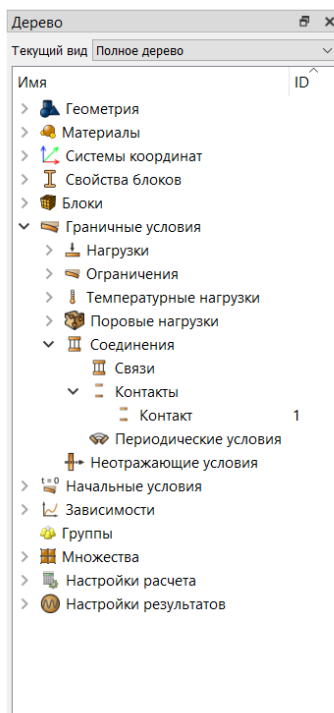 Дерево
Текущий вид Полное дерево
Имя ID
Геометрия
Материалы
Системы координат
Свойства блоков
Блоки
Граничные условия
Нагрузки
Ограничения
Температурные нагрузки
Поровые нагрузки
Соединения
Связи
Контакты
Контакт 1
Периодические условия
Неотражающие условия
t=0 Начальные условия
Зависимости
Группы
Множества
Настройки расчета
Настройки результатов